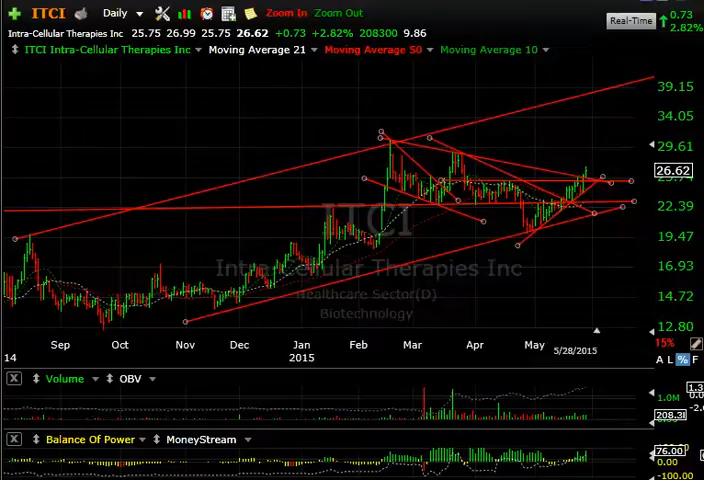 ITCI Daily Zoom In Zoom Out
Real-Time 0.73
2.82%
Intra-Cellular Therapies Inc 25.75 26.99 25.75 26.62 +0.73 +2.82% 208300 9.86
ITCI Intra-Cellular Therapies Inc Moving Average 21 Moving Average 50 Moving Average 10
39.15
34.05
29.61
26.62
22.39
19.47
16.93
14.72
12.80
ITCI
Intra-Cellular Therapies Inc
Healthcare Sector(D)
Biotechnology
Sep Oct Nov Dec Jan Feb Mar Apr May
14 2015 5/28/2015
15%
A L % F
X Volume OBV
1.3
1.0M
208.3I
X Balance Of Power MoneyStream
76.00
0.00
-100.00